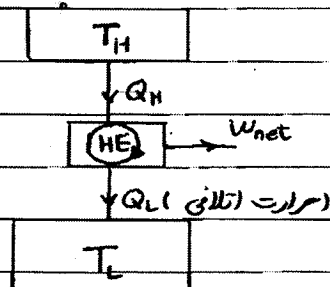 T_H
Q_H
HE
W_net
Q_L (حرارت اتلافی)
T_L